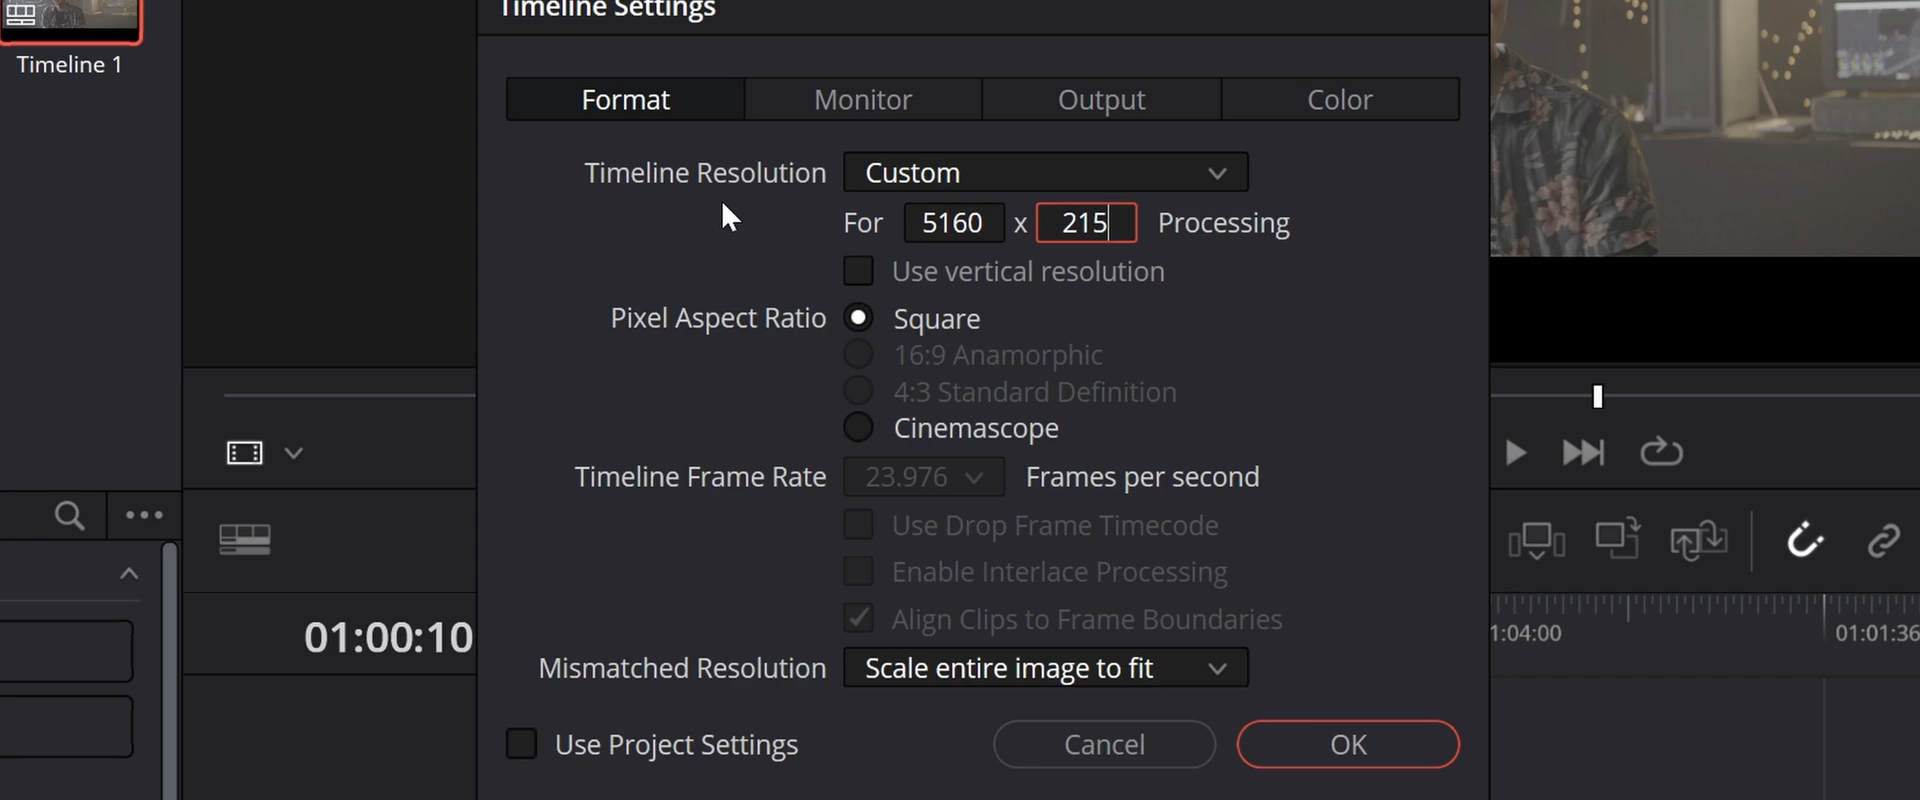 Timeline Settings
Timeline 1
Format Monitor Output Color
Timeline Resolution Custom
For 5160 x 215 Processing
Use vertical resolution
Pixel Aspect Ratio Square
16:9 Anamorphic
4:3 Standard Definition
Cinemascope
Timeline Frame Rate 23.976 Frames per second
Use Drop Frame Timecode
Enable Interlace Processing
Align Clips to Frame Boundaries
1:04:00 01:01:36
01:00:10
Mismatched Resolution Scale entire image to fit
Use Project Settings Cancel OK